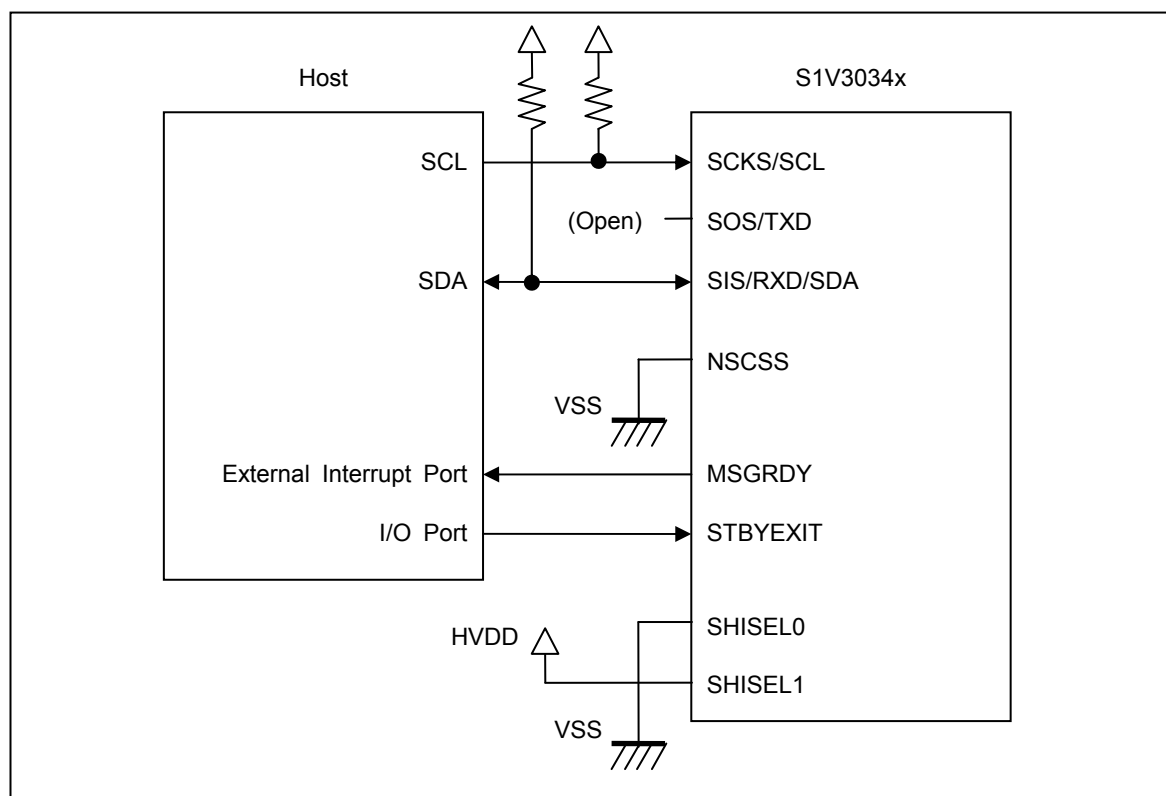 Host
S1V3034x
SCL
SCKS/SCL
(Open)
SOS/TXD
SDA
SIS/RXD/SDA
NSCSS
VSS
External Interrupt Port
MSGRDY
I/O Port
STBYEXIT
SHISEL0
HVDD
SHISEL1
VSS